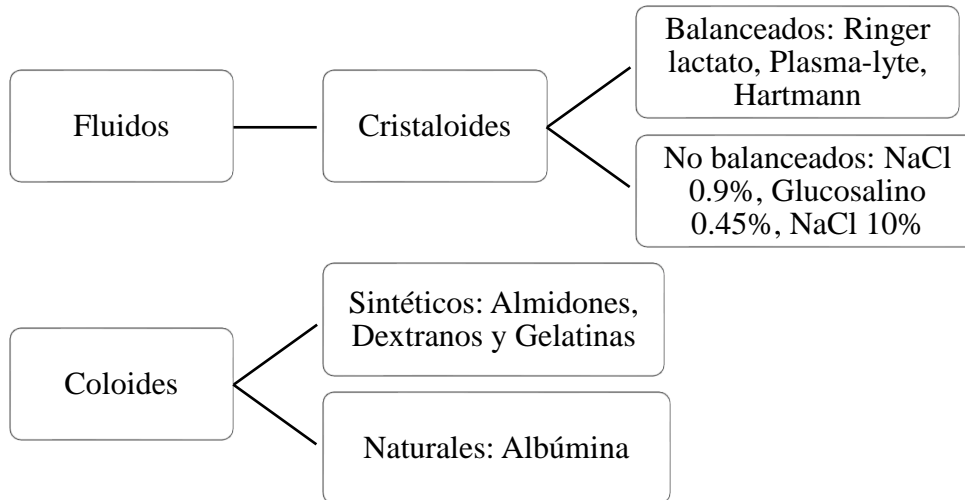 Fluidos
Cristaloides
Balanceados: Ringer
lactato, Plasma-lyte,
Hartmann
No balanceados: NaCl
0.9%, Glucosalino
0.45%, NaCl 10%
Coloides
Sintéticos: Almidones,
Dextranos y Gelatinas
Naturales: Albúmina